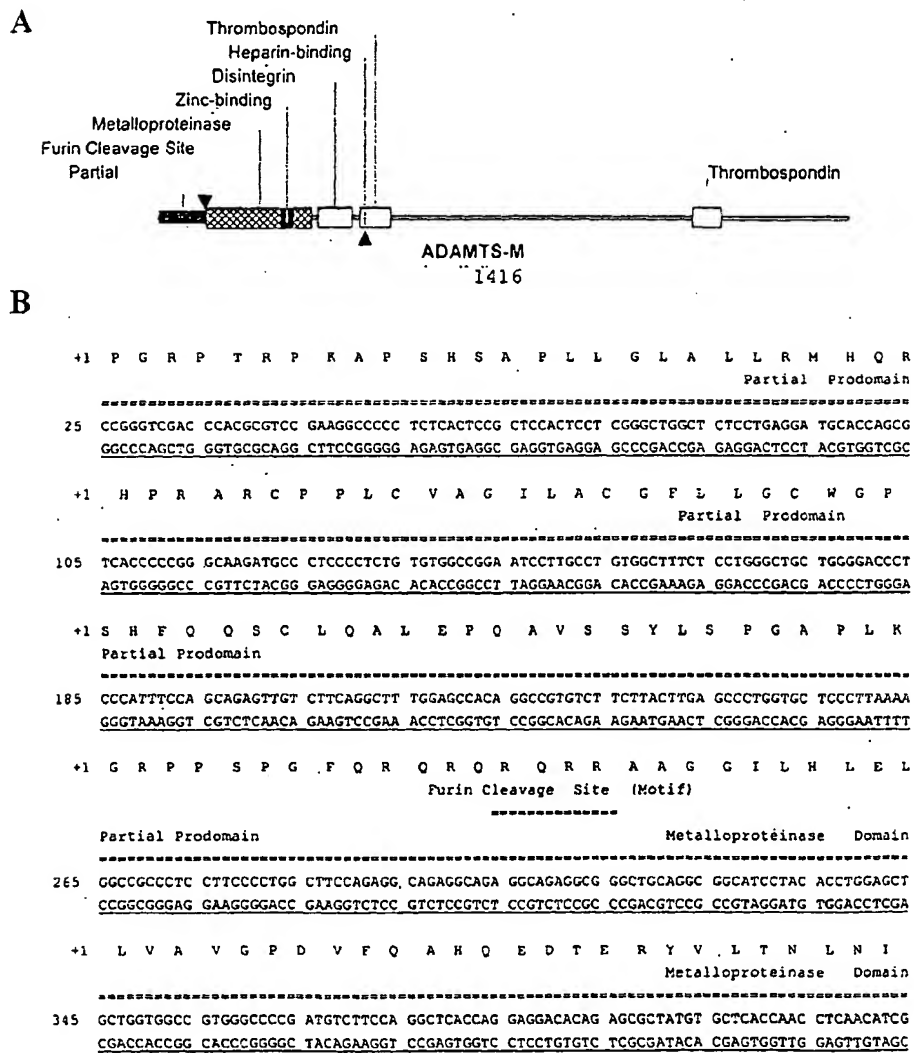 A
Thrombospondin
Heparin-binding
Disintegrin
Zinc-binding
Metalloproteinase
Furin Cleavage Site
Partial
Thrombospondin
ADAMTS-M
1416
B
+1 P G R P T R P K A P S H S A P L L G L A L L R M H Q R
Partial Prodomain
25 CCGGGTCGAC CCACGCGTCC GAAGGCCCCC TCTCACTCCG CTCCACTCCT CGGGCTGGCT CTCCTGAGGA TGCACCAGCG
GGCCCAGCTG GGTGCGCAGG CTTCCGGGGG AGAGTGAGGC GAGGTGAGGA GCCCGACCGA GAGGACTCCT ACGTGGTCGC
+1 H P R A R C P P L C V A G I L A C G F L L G C W G P
Partial Prodomain
105 TCACCCCCGG GCAAGATGCC CCTCCCCTCTG TGTGGCCGGA ATCCTTGCCT GTGGCTTTCT CCTGGGCTGC TGGGGACCCT
AGTGGGGGCC CGTTCTACGG GAGGGGAGAC ACACCGGCCT TAGGAACGGA CACCGAAAGA GGACCCGACG ACCCCTGGGA
+1 S H F Q Q S C L Q A L E P Q A V S S Y L S P G A P L K
Partial Prodomain
185 CCCATTTCCA GCAGAGTTGT CTTCAGGCTT TGGAGCCACA GGCCGTGTCT TCTTACTTGA GCCCTGGTGC TCCCTTAAAA
GGGTAAAGGT CGTCTCAACA GAAGTCCGAA ACCTCGGTGT CCGGCACAGA AGAATGAACT CGGGACCACG AGGGAATTTT
+1 G R P P S P G F Q R Q R Q R Q R R A A G G I L H L E L
Furin Cleavage Site (Motif)
Partial Prodomain Metalloproteinase Domain
265 GGCCGCCCTC CTTCCCCTGG CTTCCAGAGG CAGAGGCAGA GGCAGAGGCG GGCTGCAGGC GGCATCCTAC ACCTGGAGCT
CCGGCGGGAG GAAGGGGACC GAAGGTCTCC GTCTCCGTCT CCGTCTCCGC CCGACGTCCG CCGTAGGATG TGGACCTCGA
+1 L V A V G P D V F Q A H Q E D T E R Y V L T N L N I
Metalloproteinase Domain
345 GCTGGTGGCC GTGGGCCCCG ATGTCTTCCA GGCTCACCAG GAGGACACAG AGCGCTATGT GCTCACCAAC CTCAACATCG
CGACCACCGG CACCCGGGGC TACAGAAGGT CCGAGTGGTC CTCCTGTGTC TCGCGATACA CGAGTGGTTG GAGTTGTAGC